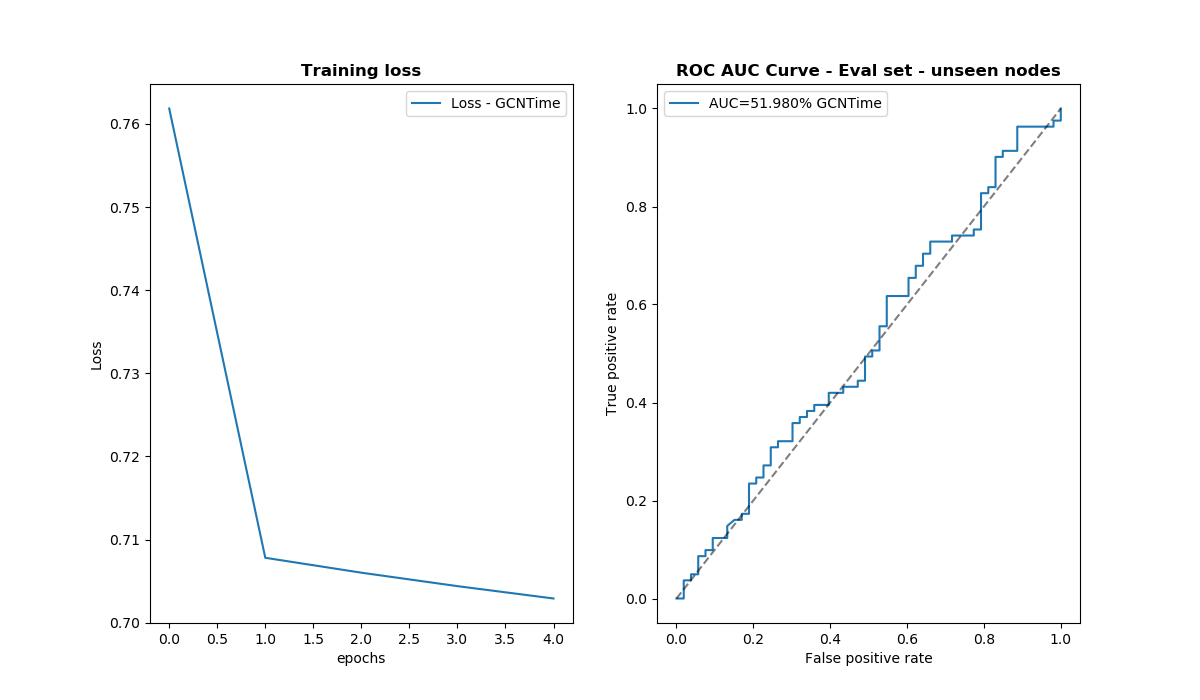 Training loss
Loss - GCNTime
0.76
0.75
0.74
0.73
0.72
0.71
0.70
Loss
0.0 0.5 1.0 1.5 2.0 2.5 3.0 3.5 4.0
epochs
ROC AUC Curve - Eval set - unseen nodes
AUC=51.980% GCNTime
1.0
0.8
0.6
0.4
0.2
0.0
True positive rate
0.0 0.2 0.4 0.6 0.8 1.0
False positive rate